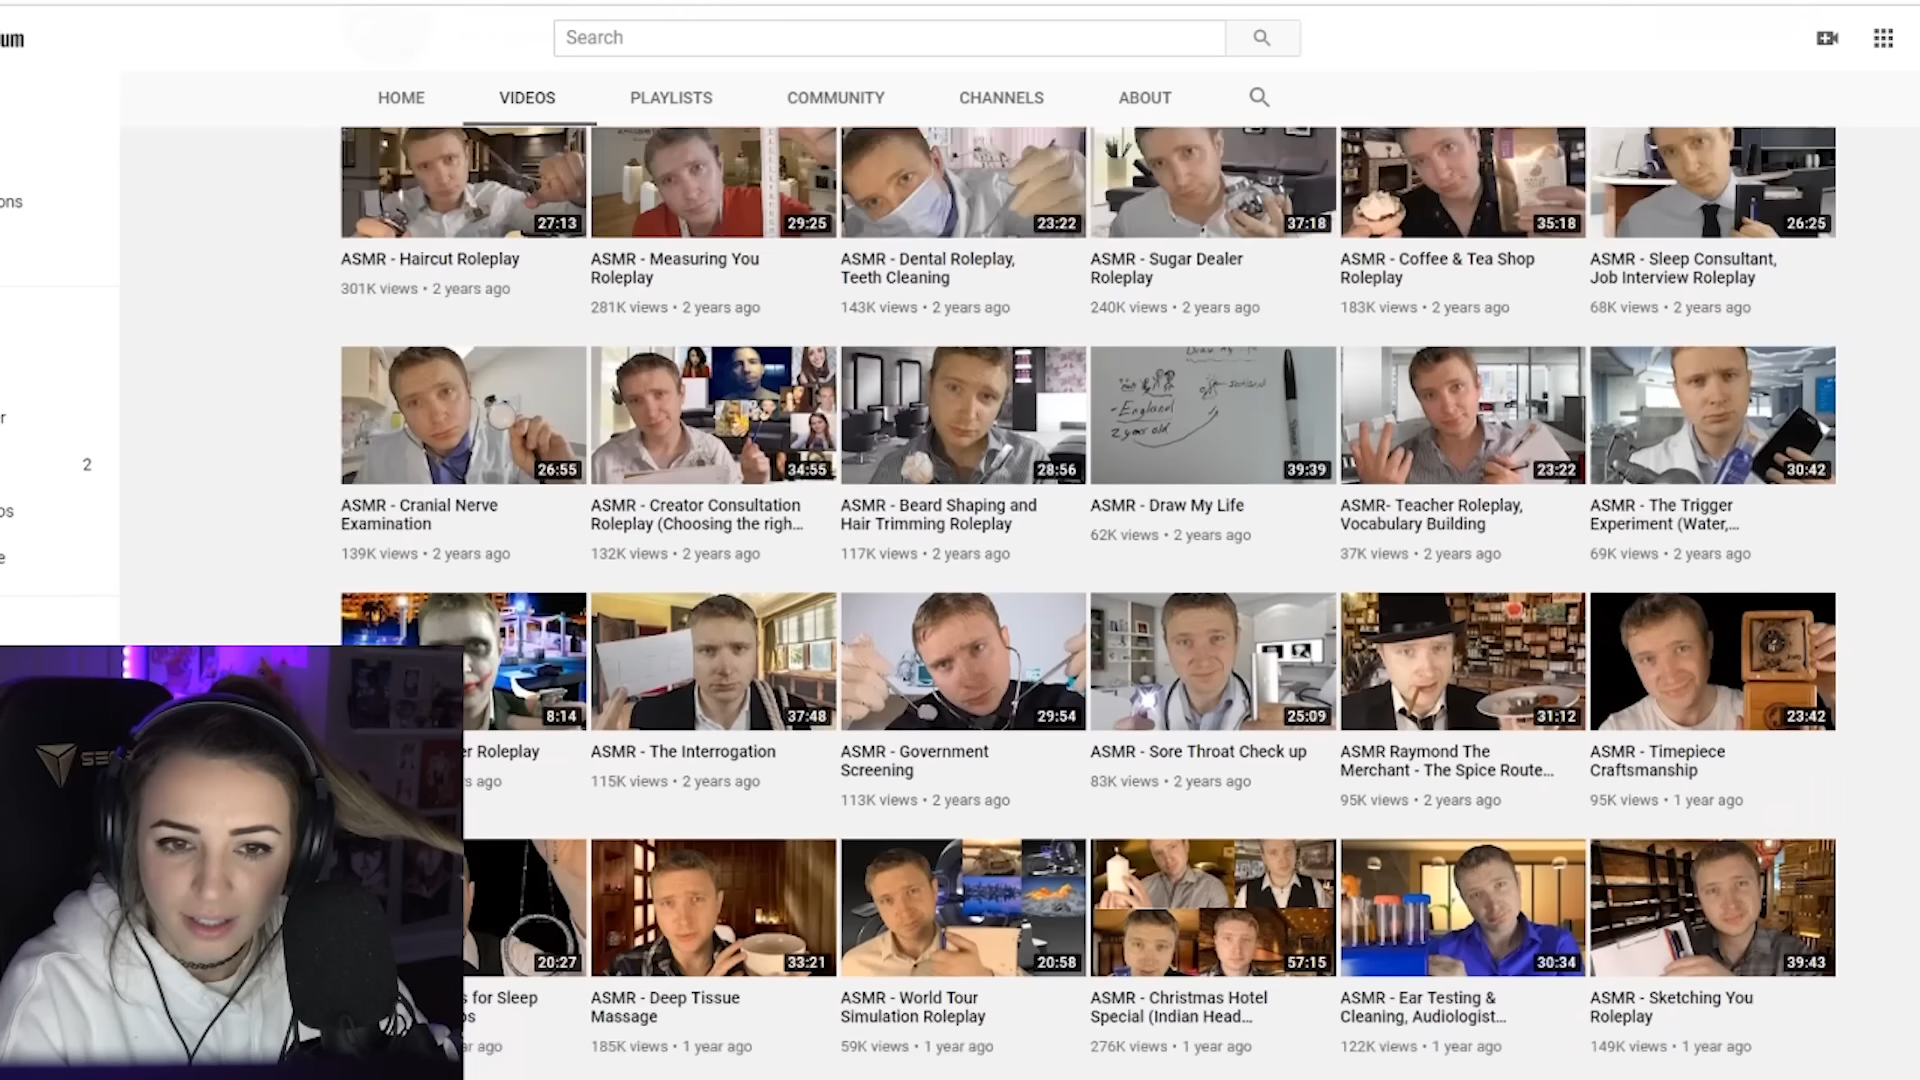 um
Search
HOME VIDEOS PLAYLISTS COMMUNITY CHANNELS ABOUT
ons
r
2
os
e
27:13 29:25 23:22 37:18 35:18 26:25
ASMR - Haircut Roleplay
301K views • 2 years ago
ASMR - Measuring You
Roleplay
281K views • 2 years ago
ASMR - Dental Roleplay,
Teeth Cleaning
143K views • 2 years ago
ASMR - Sugar Dealer
Roleplay
240K views • 2 years ago
ASMR - Coffee & Tea Shop
Roleplay
183K views • 2 years ago
ASMR - Sleep Consultant,
Job Interview Roleplay
68K views • 2 years ago
Draw my life
scotland
- England
2 year old
26:55 34:55 28:56 39:39 23:22 30:42
ASMR - Cranial Nerve
Examination
139K views • 2 years ago
ASMR - Creator Consultation
Roleplay (Choosing the righ...
132K views • 2 years ago
ASMR - Beard Shaping and
Hair Trimming Roleplay
117K views • 2 years ago
ASMR - Draw My Life
62K views • 2 years ago
ASMR- Teacher Roleplay,
Vocabulary Building
37K views • 2 years ago
ASMR - The Trigger
Experiment (Water,...
69K views • 2 years ago
8:14 37:48 29:54 25:09 31:12 23:42
er Roleplay
s ago
ASMR - The Interrogation
115K views • 2 years ago
ASMR - Government
Screening
113K views • 2 years ago
ASMR - Sore Throat Check up
83K views • 2 years ago
ASMR Raymond The
Merchant - The Spice Route...
95K views • 2 years ago
ASMR - Timepiece
Craftsmanship
95K views • 1 year ago
SE
20:27 33:21 20:58 57:15 30:34 39:43
s for Sleep
os
ar ago
ASMR - Deep Tissue
Massage
185K views • 1 year ago
ASMR - World Tour
Simulation Roleplay
59K views • 1 year ago
ASMR - Christmas Hotel
Special (Indian Head...
276K views • 1 year ago
ASMR - Ear Testing &
Cleaning, Audiologist...
122K views • 1 year ago
ASMR - Sketching You
Roleplay
149K views • 1 year ago